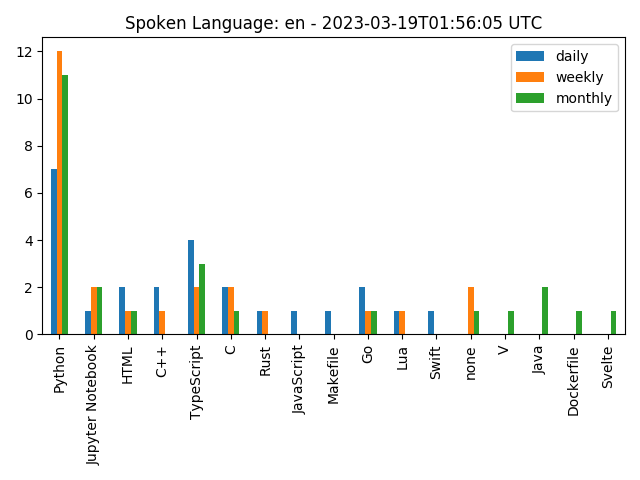 Spoken Language: en - 2023-03-19T01:56:05 UTC
daily
weekly
monthly
12
10
8
6
4
2
0
Python
Jupyter Notebook
HTML
C++
TypeScript
C
Rust
JavaScript
Makefile
Go
Lua
Swift
none
V
Java
Dockerfile
Svelte